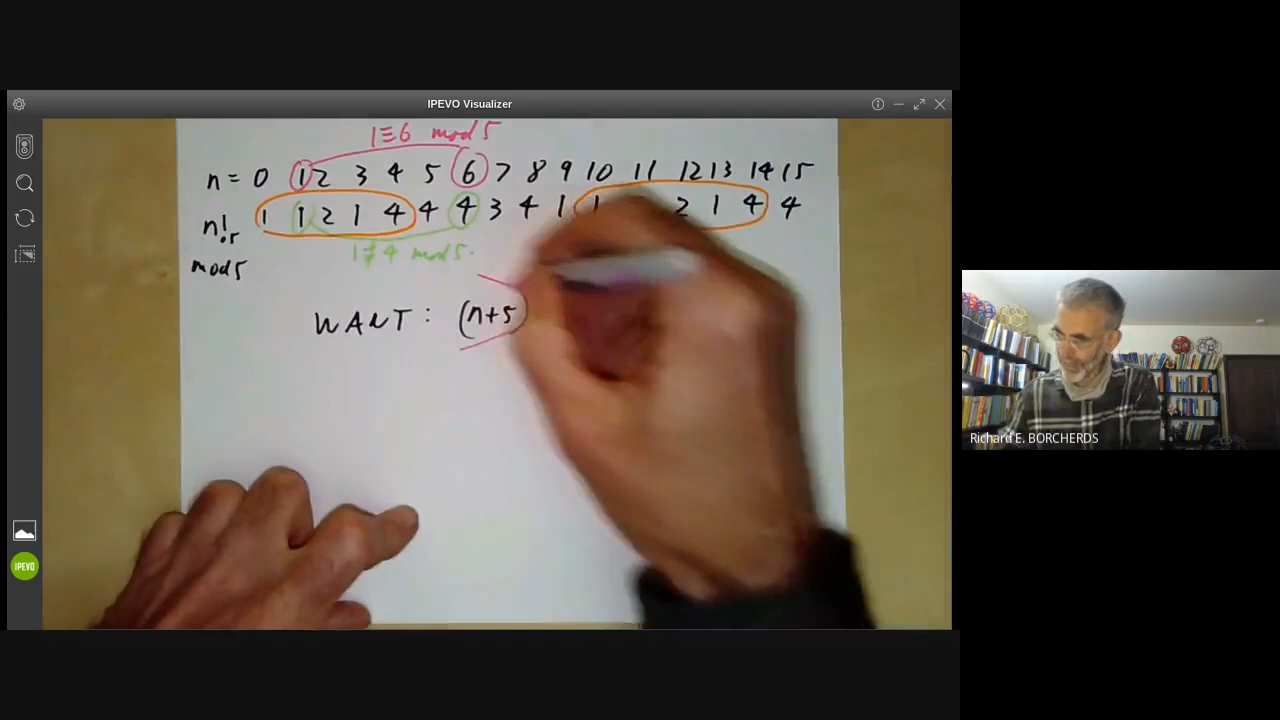 IPEVO Visualizer
1≡6 mod 5
n = 0 1 2 3 4 5 6 7 8 9 10 11 12 13 14 15
n!.5 1 1 2 1 4 4 4 3 4 1 1 2 1 4 4
mod 5
1≢4 mod 5.
WANT: (n+5
IPEVO
Richard E. BORCHERDS